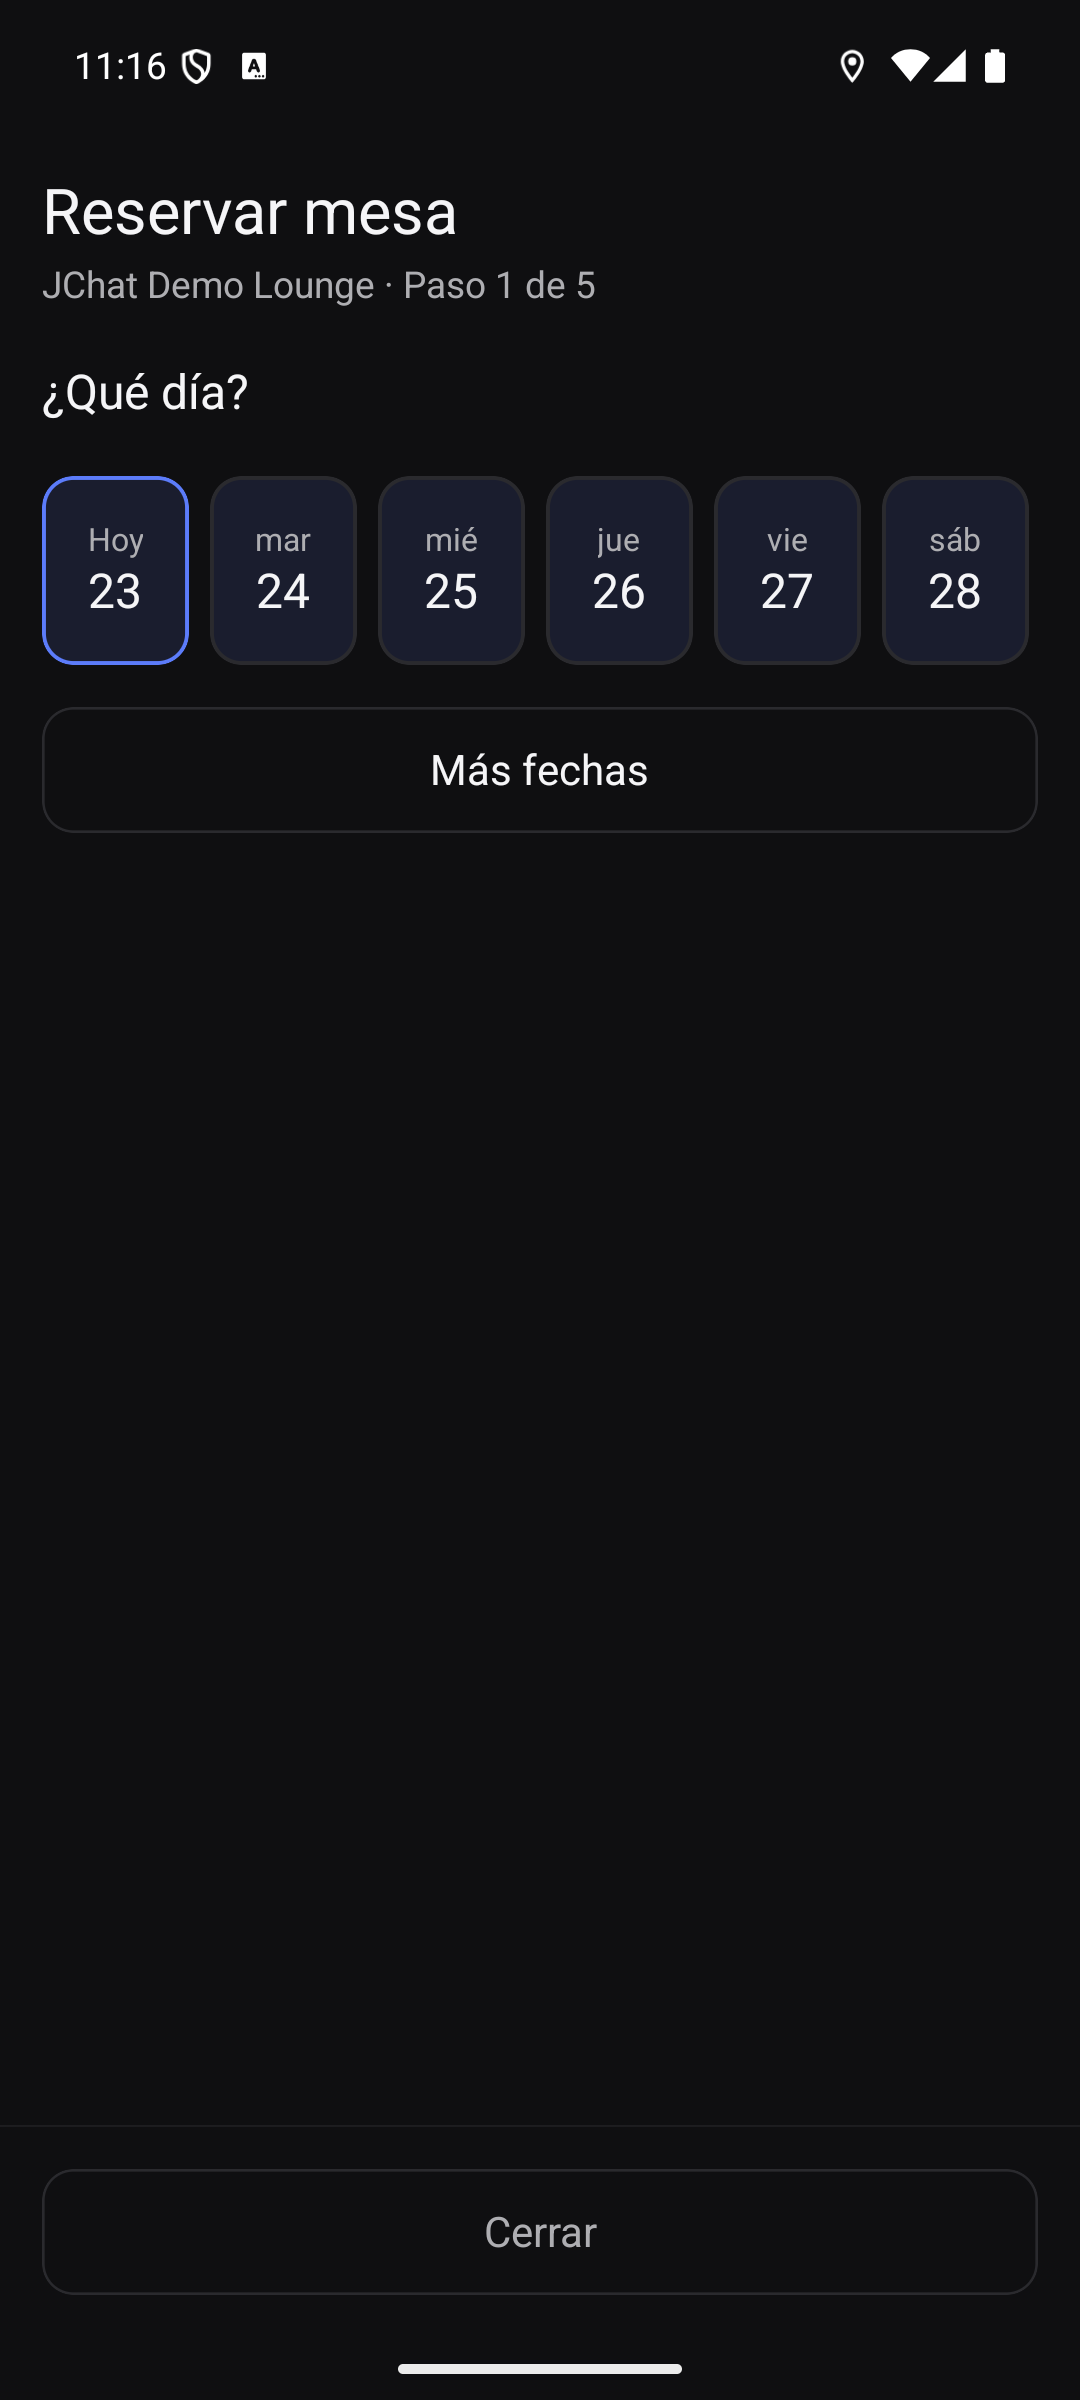 11:16
Reservar mesa
JChat Demo Lounge · Paso 1 de 5
¿Qué día?
Hoy mar mié jue vie sáb
23 24 25 26 27 28
Más fechas
Cerrar